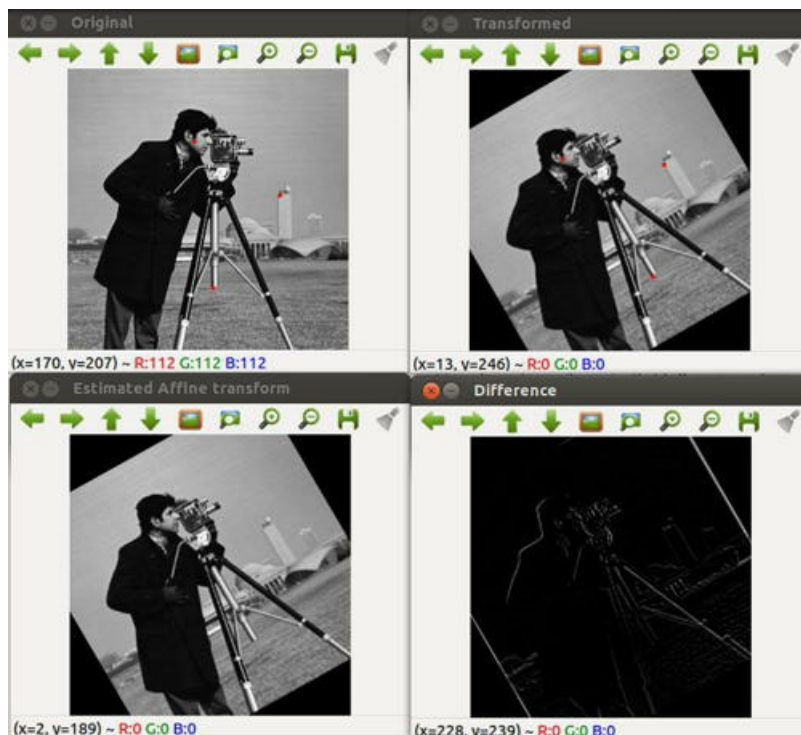 Original
Transformed
(x=170, y=207) ~ R:112 G:112 B:112
(x=13, y=246) ~ R:0 G:0 B:0
Estimated Affine transform
Difference
(x=2, y=189) ~ R:0 G:0 B:0
(x=228, y=239) ~ R:0 G:0 B:0